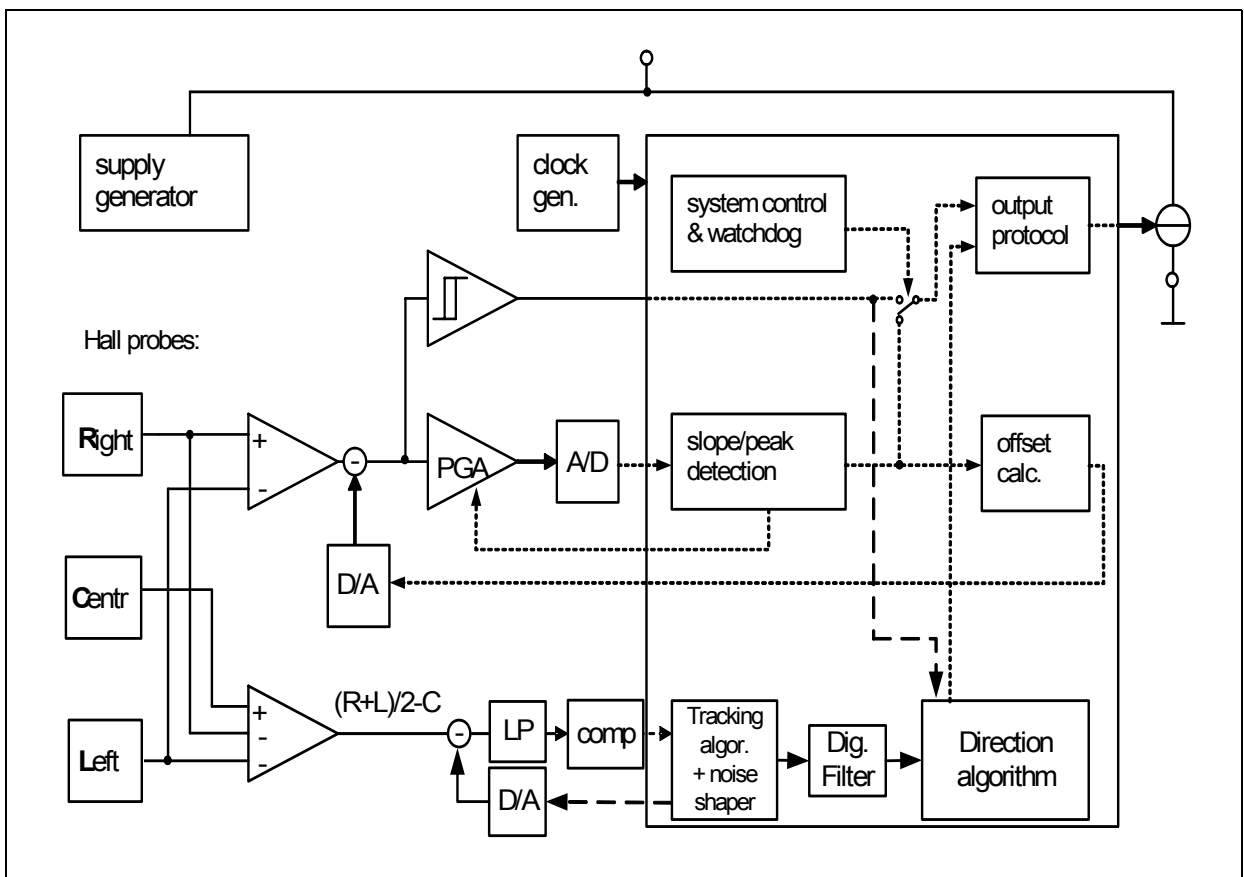 supply
generator
clock
gen.
system control
& watchdog
output
protocol
Hall probes:
Right
+
-
-
PGA
A/D
slope/peak
detection
offset
calc.
D/A
Centr
Left
+
-
-
(R+L)/2-C
-
LP
comp
D/A
Tracking
algor.
+ noise
shaper
Dig.
Filter
Direction
algorithm